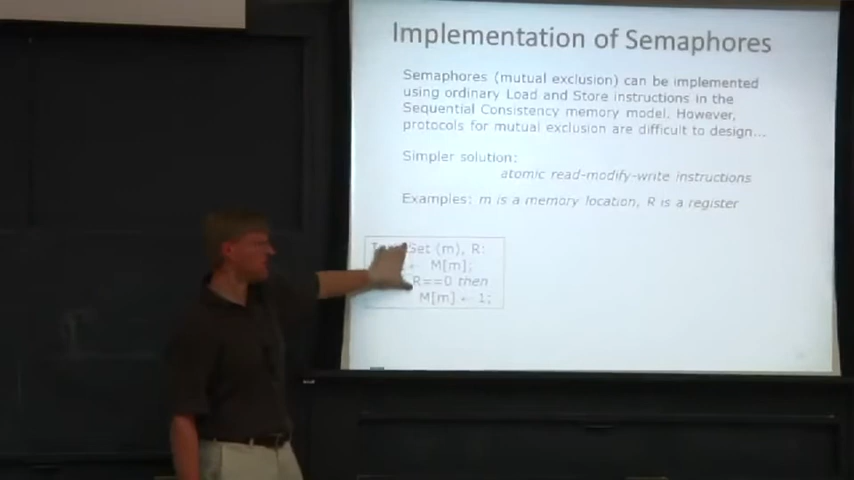 Implementation of Semaphores
Semaphores (mutual exclusion) can be implemented
using ordinary Load and Store instructions in the
Sequential Consistency memory model. However,
protocols for mutual exclusion are difficult to design...
Simpler solution:
atomic read-modify-write instructions
Examples: m is a memory location, R is a register
Set (m), R:
← M[m];
R==0 then
M[m] ← 1;